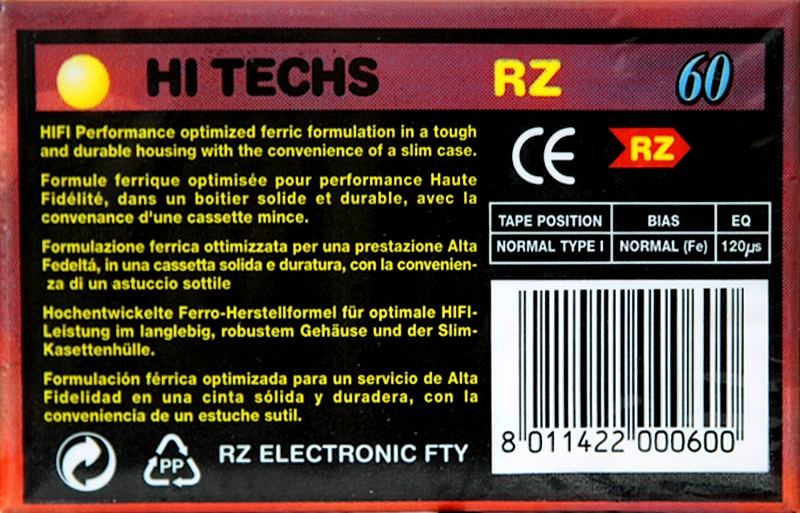 HI TECHS RZ 60
HIFI Performance optimized ferric formulation in a tough
and durable housing with the convenience of a slim case.
Formule ferrique optimisée pour performance Haute
Fidélité, dans un boitier solide et durable, avec la
convenance d'une cassette mince.
Formulazione ferrica ottimizzata per una prestazione Alta
Fedeltá, in una cassetta solida e duratura, con la convenien-
za di un astuccio sottile
Hochentwickelte Ferro-Herstellformel für optimale HIFI-
Leistung im langlebig, robustem Gehäuse und der Slim-
Kasettenhülle.
Formulación férrica optimizada para un servicio de Alta
Fidelidad en una cinta sólida y duradera, con la
conveniencia de un estuche sutil.
PP RZ ELECTRONIC FTY
CE RZ
TAPE POSITION BIAS EQ
NORMAL TYPE I NORMAL (Fe) 120µs
8 011422 000600